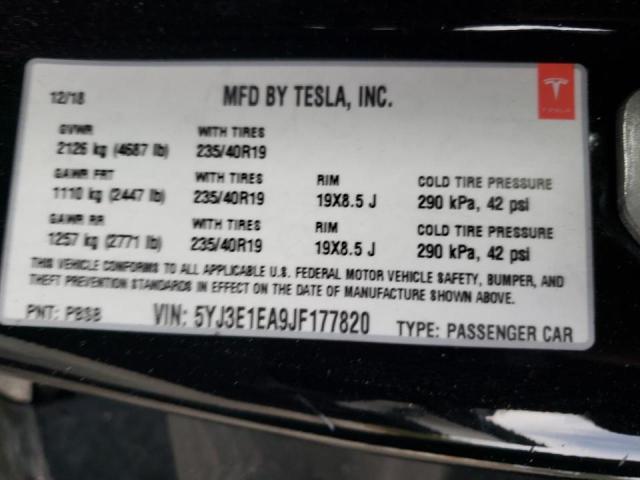 12/18 MFD BY TESLA, INC.
TESLA
GVWR WITH TIRES
2126 kg (4687 lb) 235/40R19
GAWR FRT WITH TIRES RIM COLD TIRE PRESSURE
1110 kg (2447 lb) 235/40R19 19X8.5 J 290 kPa, 42 psi
GAWR RR WITH TIRES RIM COLD TIRE PRESSURE
1257 kg (2771 lb) 235/40R19 19X8.5 J 290 kPa, 42 psi
THIS VEHICLE CONFORMS TO ALL APPLICABLE U.S. FEDERAL MOTOR VEHICLE SAFETY, BUMPER, AND
THEFT PREVENTION STANDARDS IN EFFECT ON THE DATE OF MANUFACTURE SHOWN ABOVE.
PNT: PBSB VIN: 5YJ3E1EA9JF177820 TYPE: PASSENGER CAR